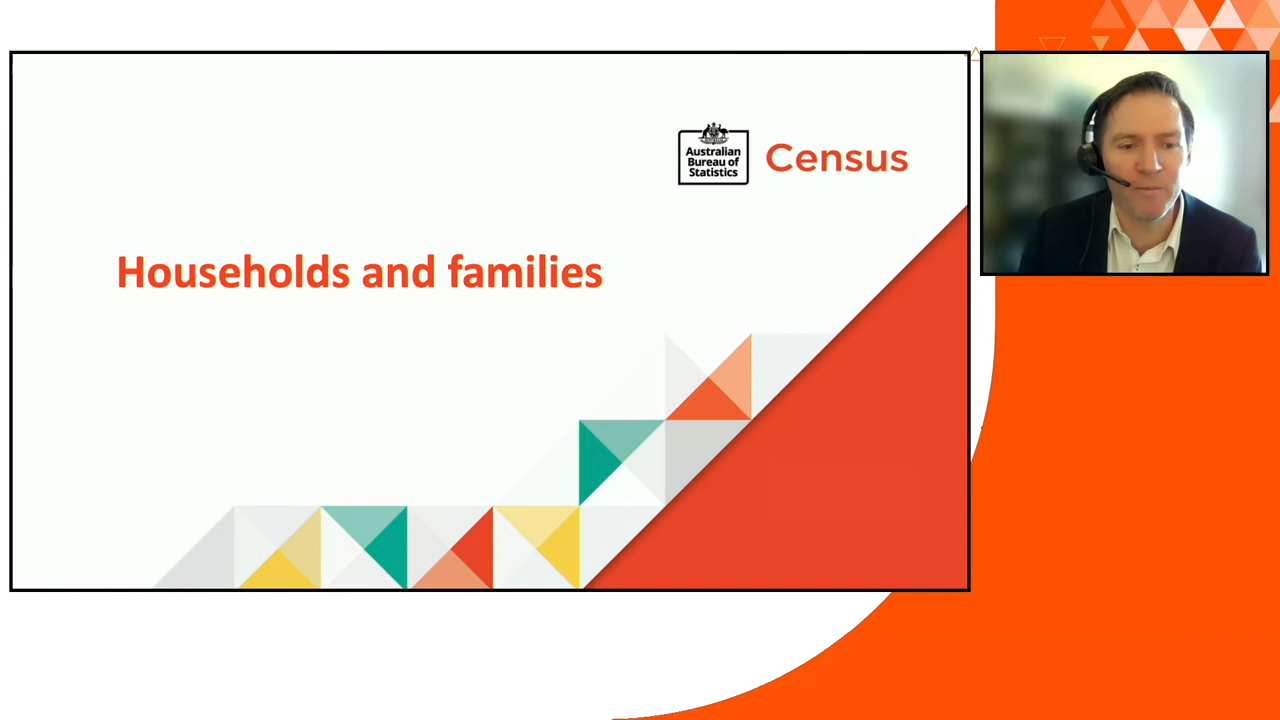 Australian
Bureau of
Statistics
Census
Households and families